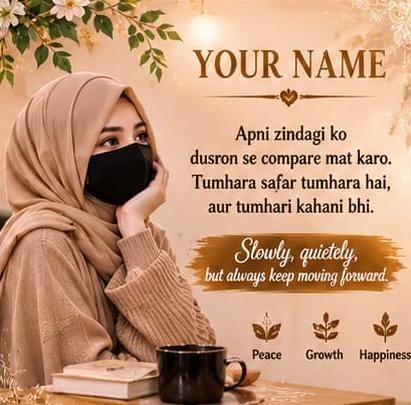 YOUR NAME
Apni zindagi ko
dusron se compare mat karo.
Tumhara safar tumhara hai,
aur tumhari kahani bhi.
Slowly, quietely,
but always keep moving forward.
Peace Growth Happiness